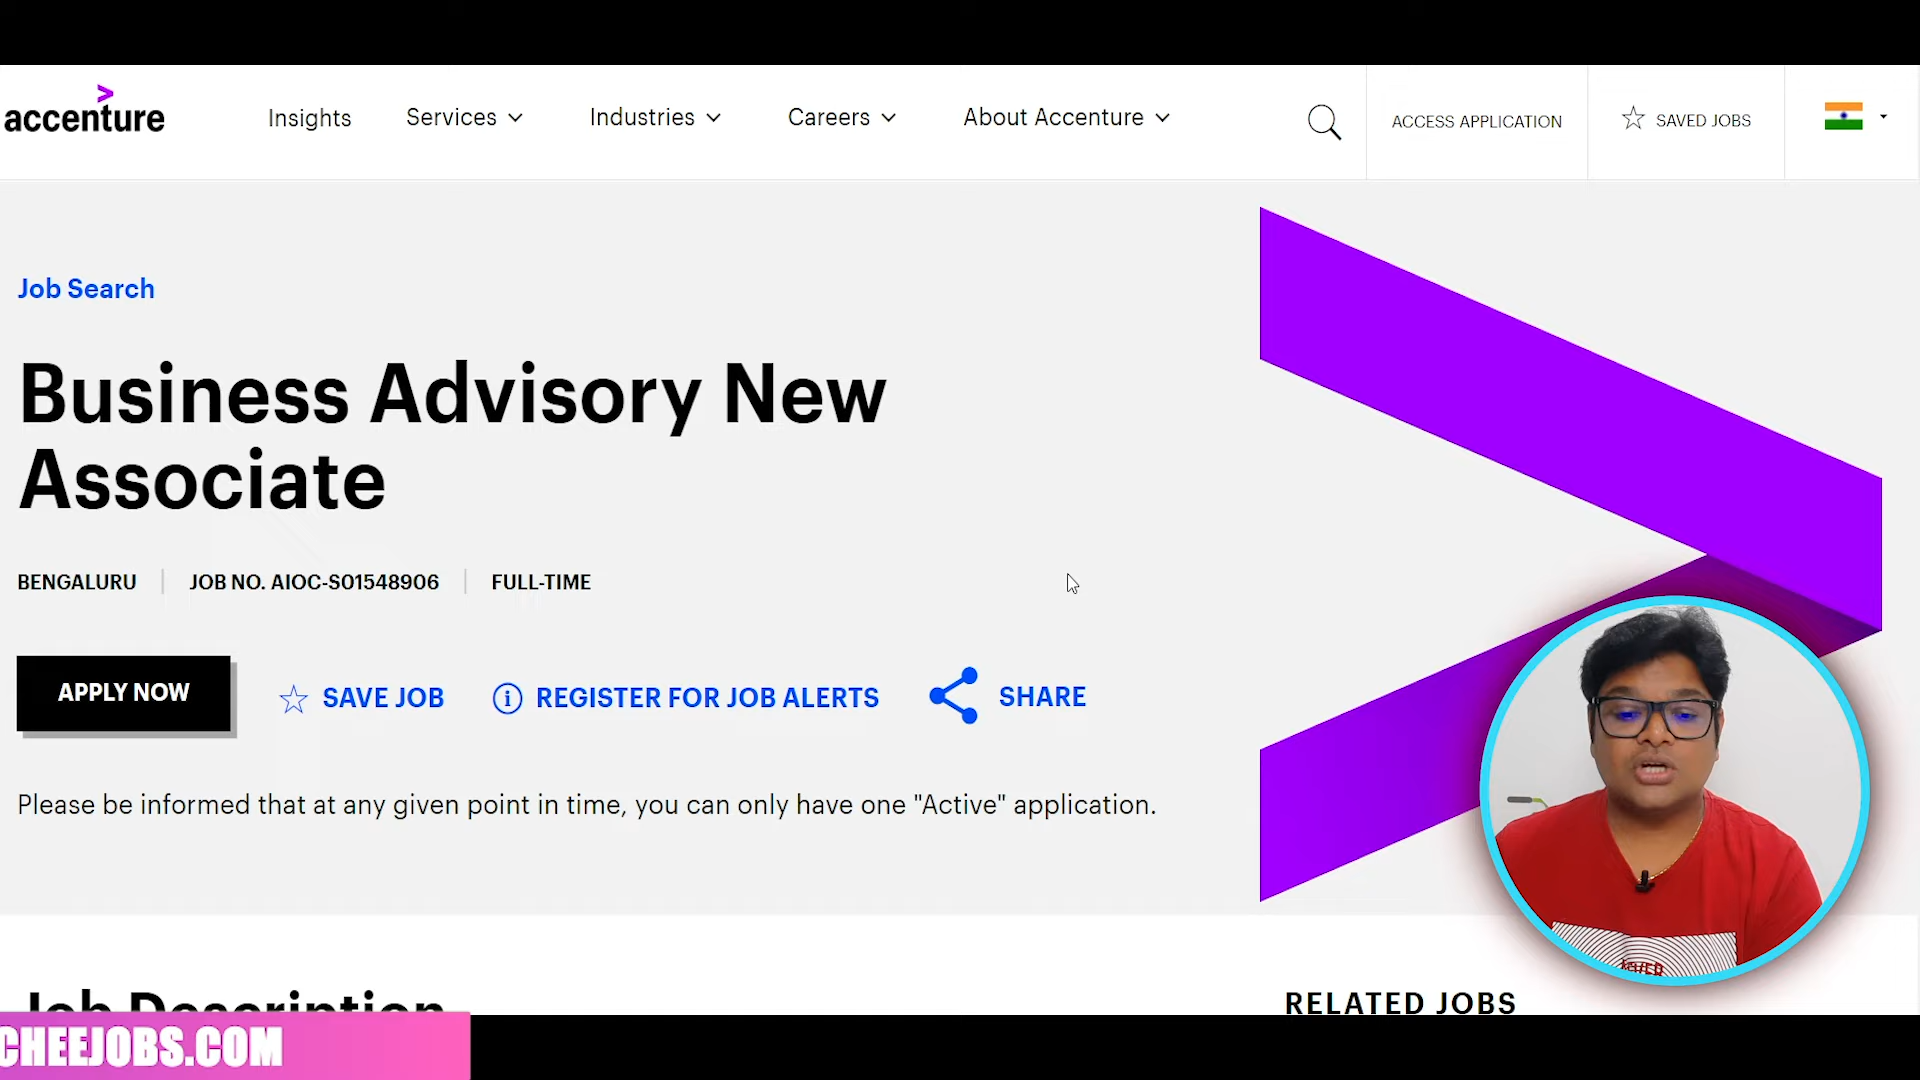 accenture
Insights
Services
Industries
Careers
About Accenture
ACCESS APPLICATION
SAVED JOBS
Job Search
Business Advisory New
Associate
BENGALURU
JOB NO. AIOC-S01548906
FULL-TIME
APPLY NOW
SAVE JOB
REGISTER FOR JOB ALERTS
SHARE
Please be informed that at any given point in time, you can only have one "Active" application.
Job Description
RELATED JOBS
CHEEJOBS.COM